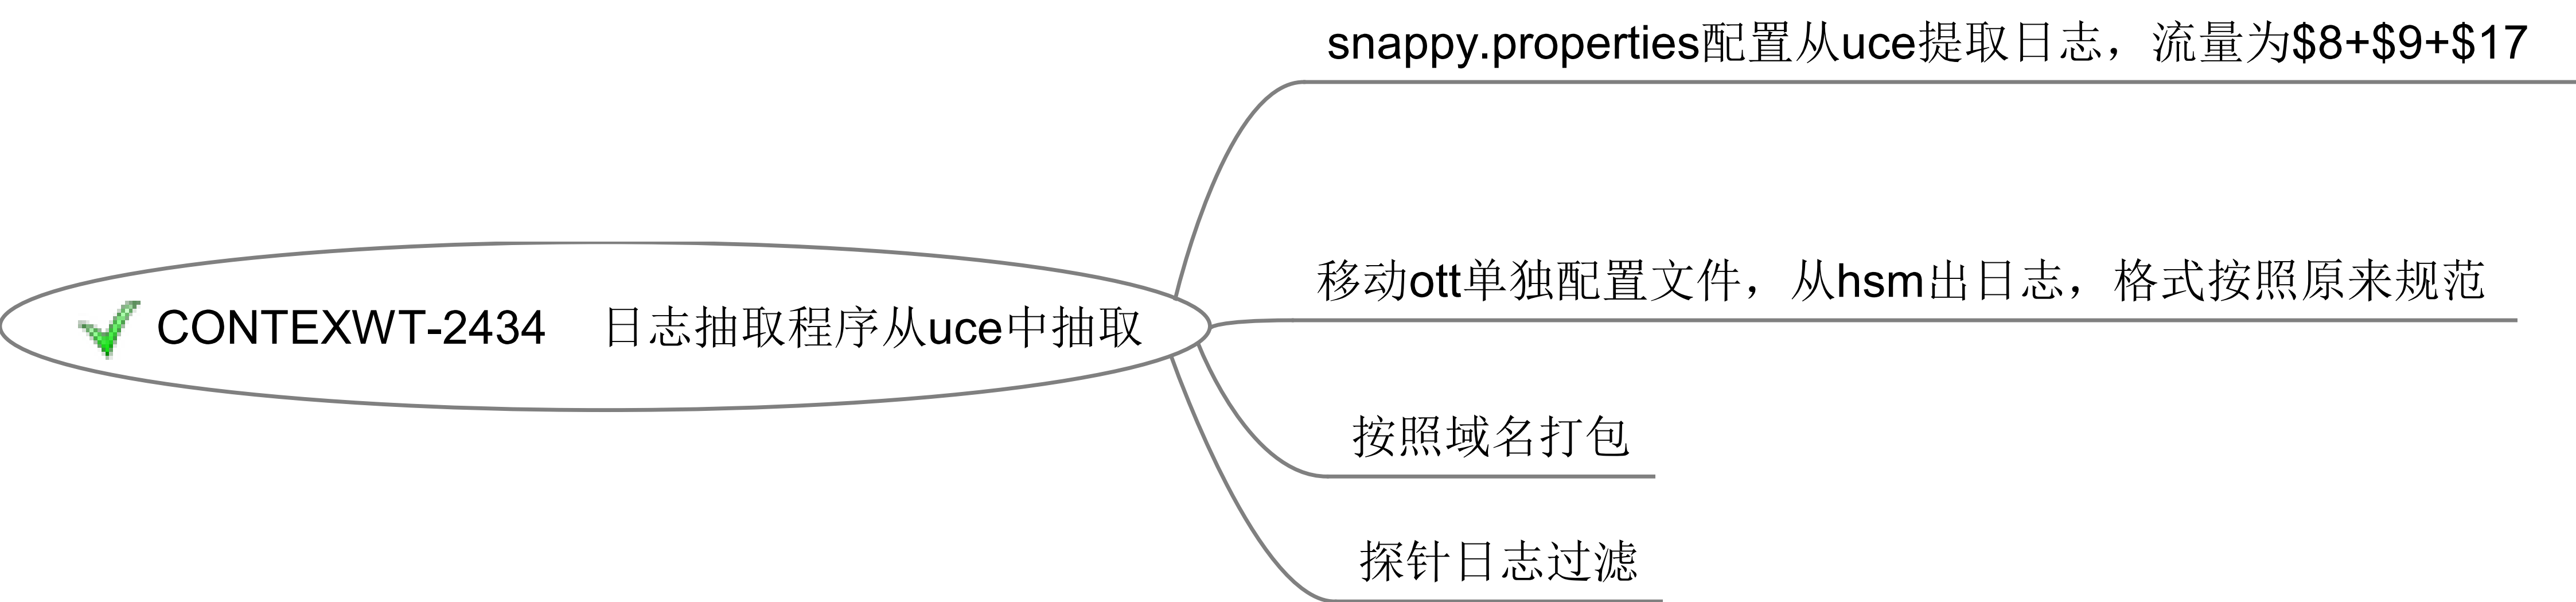 snappy.properties配置从uce提取日志，流量为$8+$9+$17
移动ott单独配置文件，从hsm出日志，格式按照原来规范
CONTEXWT-2434 日志抽取程序从uce中抽取
按照域名打包
探针日志过滤